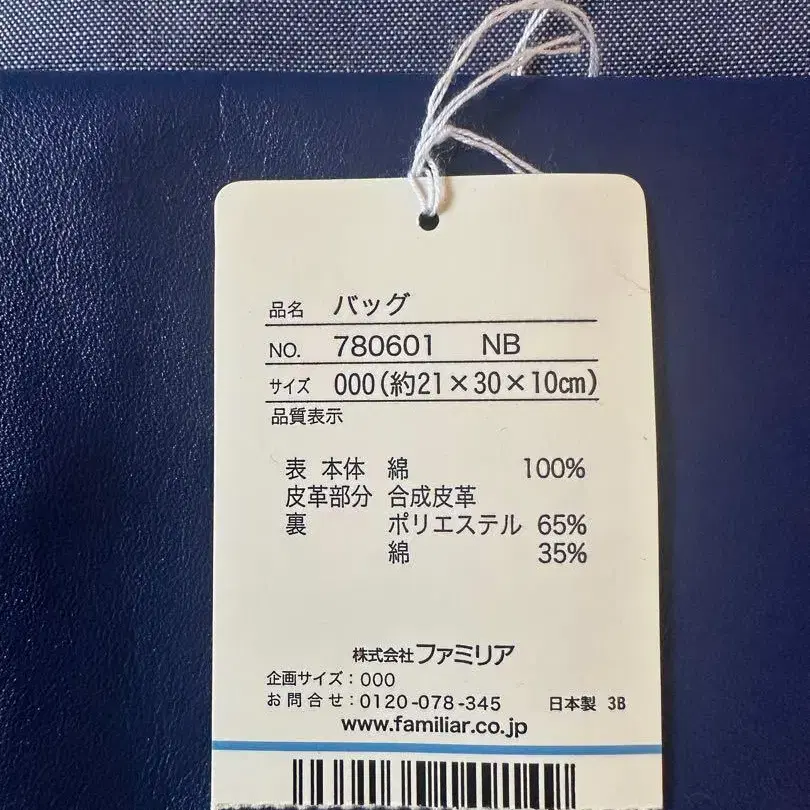 品名 バッグ
NO. 780601 NB
サイズ 000(約21×30×10cm)
品質表示
表 本体 綿 100%
皮革部分 合成皮革
裏 ポリエステル 65%
綿 35%
株式会社ファミリア
企画サイズ:000
お問合せ:0120-078-345 日本製 3B
www.familiar.co.jp